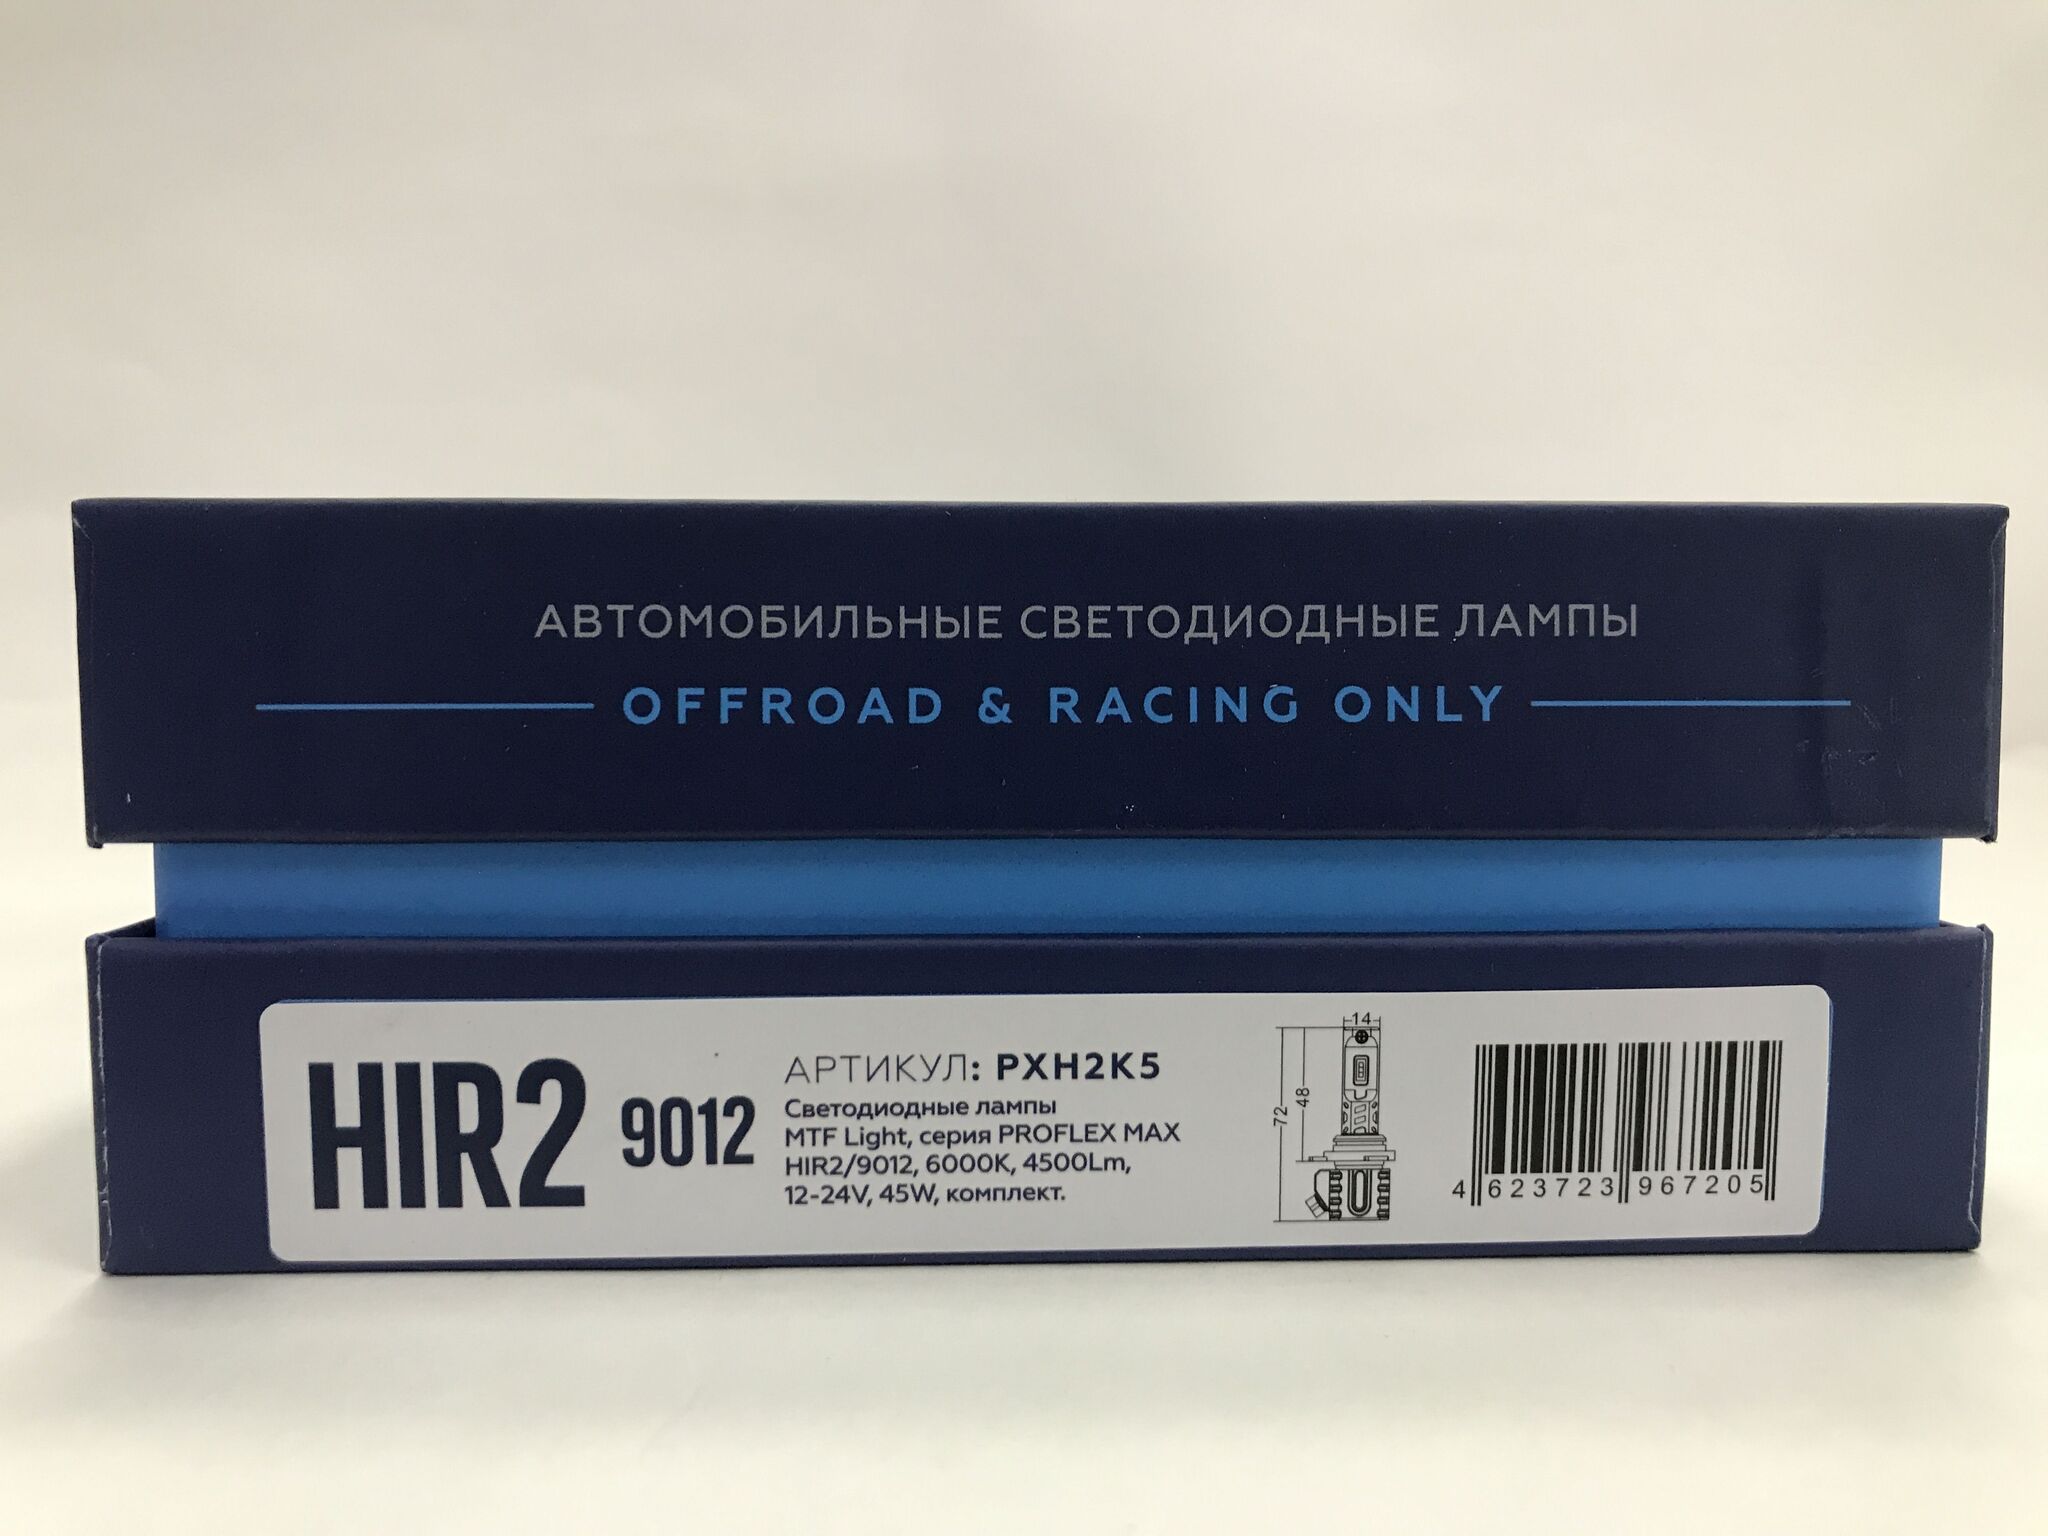 АВТОМОБИЛЬНЫЕ СВЕТОДИОДНЫЕ ЛАМПЫ
OFFROAD & RACING ONLY
HIR2 9012
АРТИКУЛ: PXH2K5
Светодиодные лампы
MTF Light, серия PROFLEX MAX
HIR2/9012, 6000K, 4500Lm,
12-24V, 45W, комплект.
14
48
72
4 623723 967205